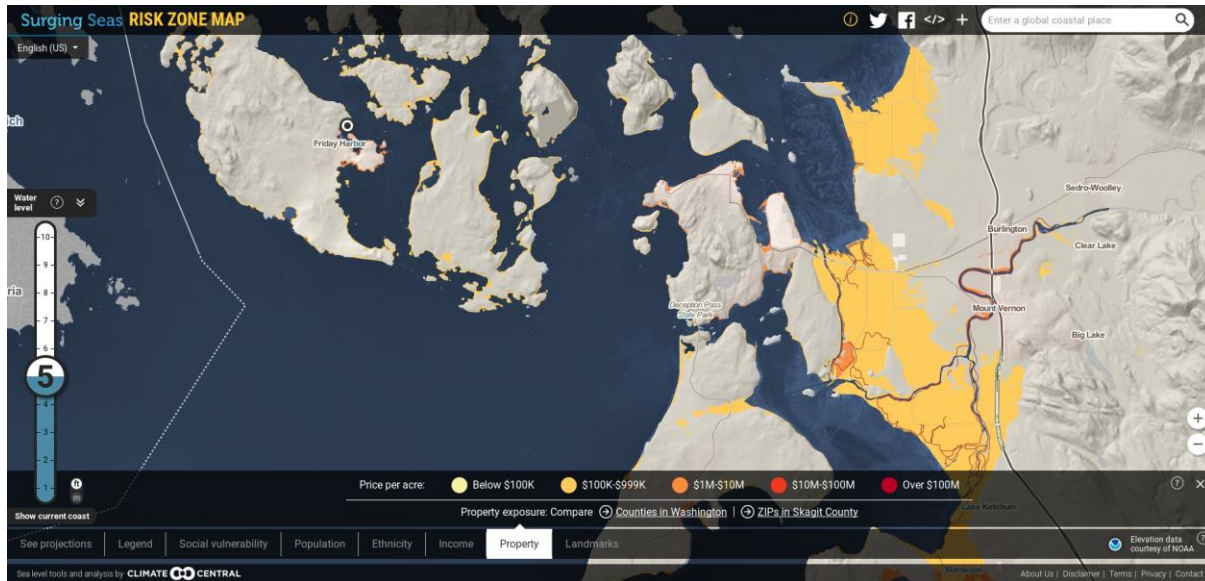 Surging Seas RISK ZONE MAP
Enter a global coastal place
English (US)
ich
Friday Harbor
Sedro-Woolley
Burlington
Clear Lake
Water level
10
9
8
7
6
5
4
3
2
1
ria
Mount Vernon
Deception Pass
State Park
Big Lake
ft
m
Show current coast
Price per acre: Below $100K $100K-$999K $1M-$10M $10M-$100M Over $100M
Property exposure: Compare Counties in Washington | ZIPs in Skagit County
Lake Ketchum
See projections Legend Social vulnerability Population Ethnicity Income Property Landmarks
Elevation data
courtesy of NOAA
Stanwood
Sea level tools and analysis by CLIMATE CENTRAL
About Us | Disclaimer | Terms | Privacy | Contact